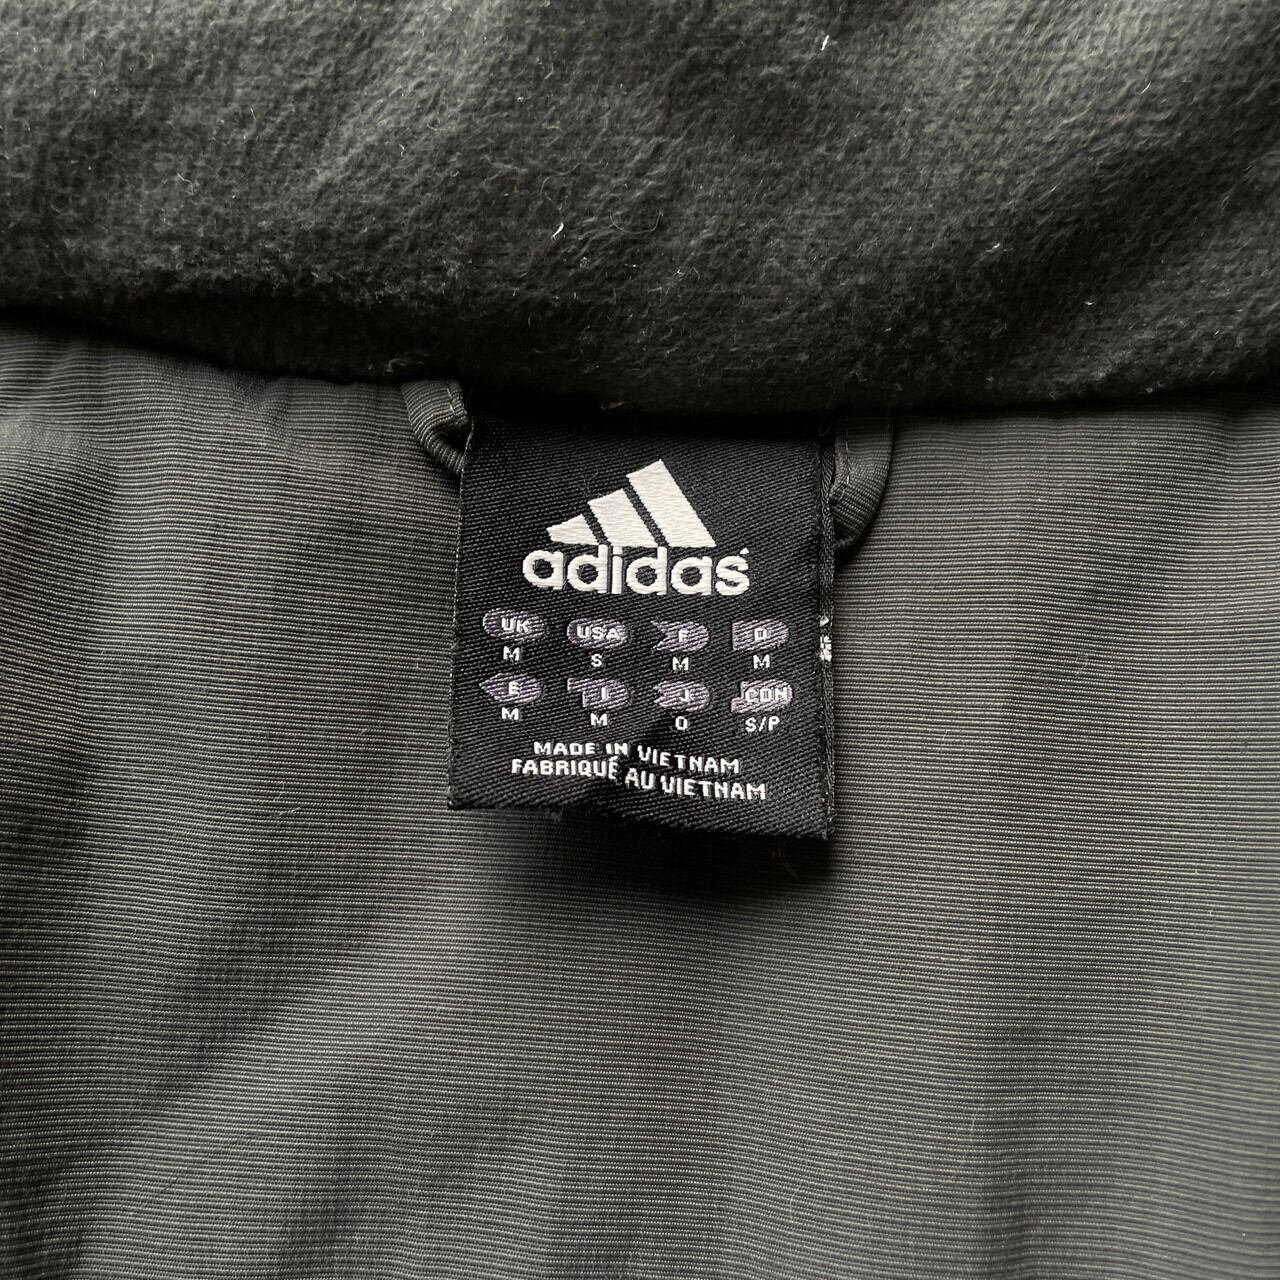 adidas
UK USA F D
M S M M
E I J CDN
M M O S/P
MADE IN VIETNAM
FABRIQUÉ AU VIETNAM